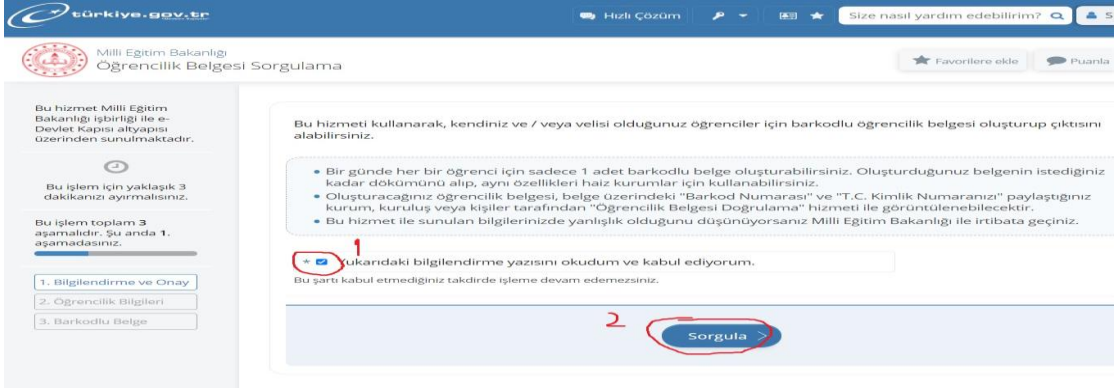 türkiye.gov.tr
Hızlı Çözüm
Size nasıl yardım edebilirim?
Milli Eğitim Bakanlığı
Öğrencilik Belgesi Sorgulama
Favorilere ekle
Puanla
Bu hizmet Milli Eğitim
Bakanlığı işbirliği ile e-
Devlet Kapısı altyapısı
üzerinden sunulmaktadır.
Bu işlem için yaklaşık 3
dakikanızı ayırmalısınız.
Bu işlem toplam 3
aşamalıdır. Şu anda 1.
aşamadasınız.
1. Bilgilendirme ve Onay
2. Öğrencilik Bilgileri
3. Barkodlu Belge
Bu hizmeti kullanarak, kendiniz ve / veya velisi olduğunuz öğrenciler için barkodlu öğrencilik belgesi oluşturup çıktısını
alabilirsiniz.
Bir günde her bir öğrenci için sadece 1 adet barkodlu belge oluşturabilirsiniz. Oluşturduğunuz belgenin istediğiniz
kadar dökümünü alıp, aynı özellikleri haiz kurumlar için kullanabilirsiniz.
Oluşturacağınız öğrencilik belgesi, belge üzerindeki "Barkod Numarası" ve "T.C. Kimlik Numaranızı" paylaştığınız
kurum, kuruluş veya kişiler tarafından "Öğrencilik Belgesi Doğrulama" hizmeti ile görüntülenebilecektir.
Bu hizmet ile sunulan bilgilerinizde yanlışlık olduğunu düşünüyorsanız Milli Eğitim Bakanlığı ile irtibata geçiniz.
1
* Yukarıdaki bilgilendirme yazısını okudum ve kabul ediyorum.
Bu şartı kabul etmediğiniz takdirde işleme devam edemezsiniz.
2
Sorgula